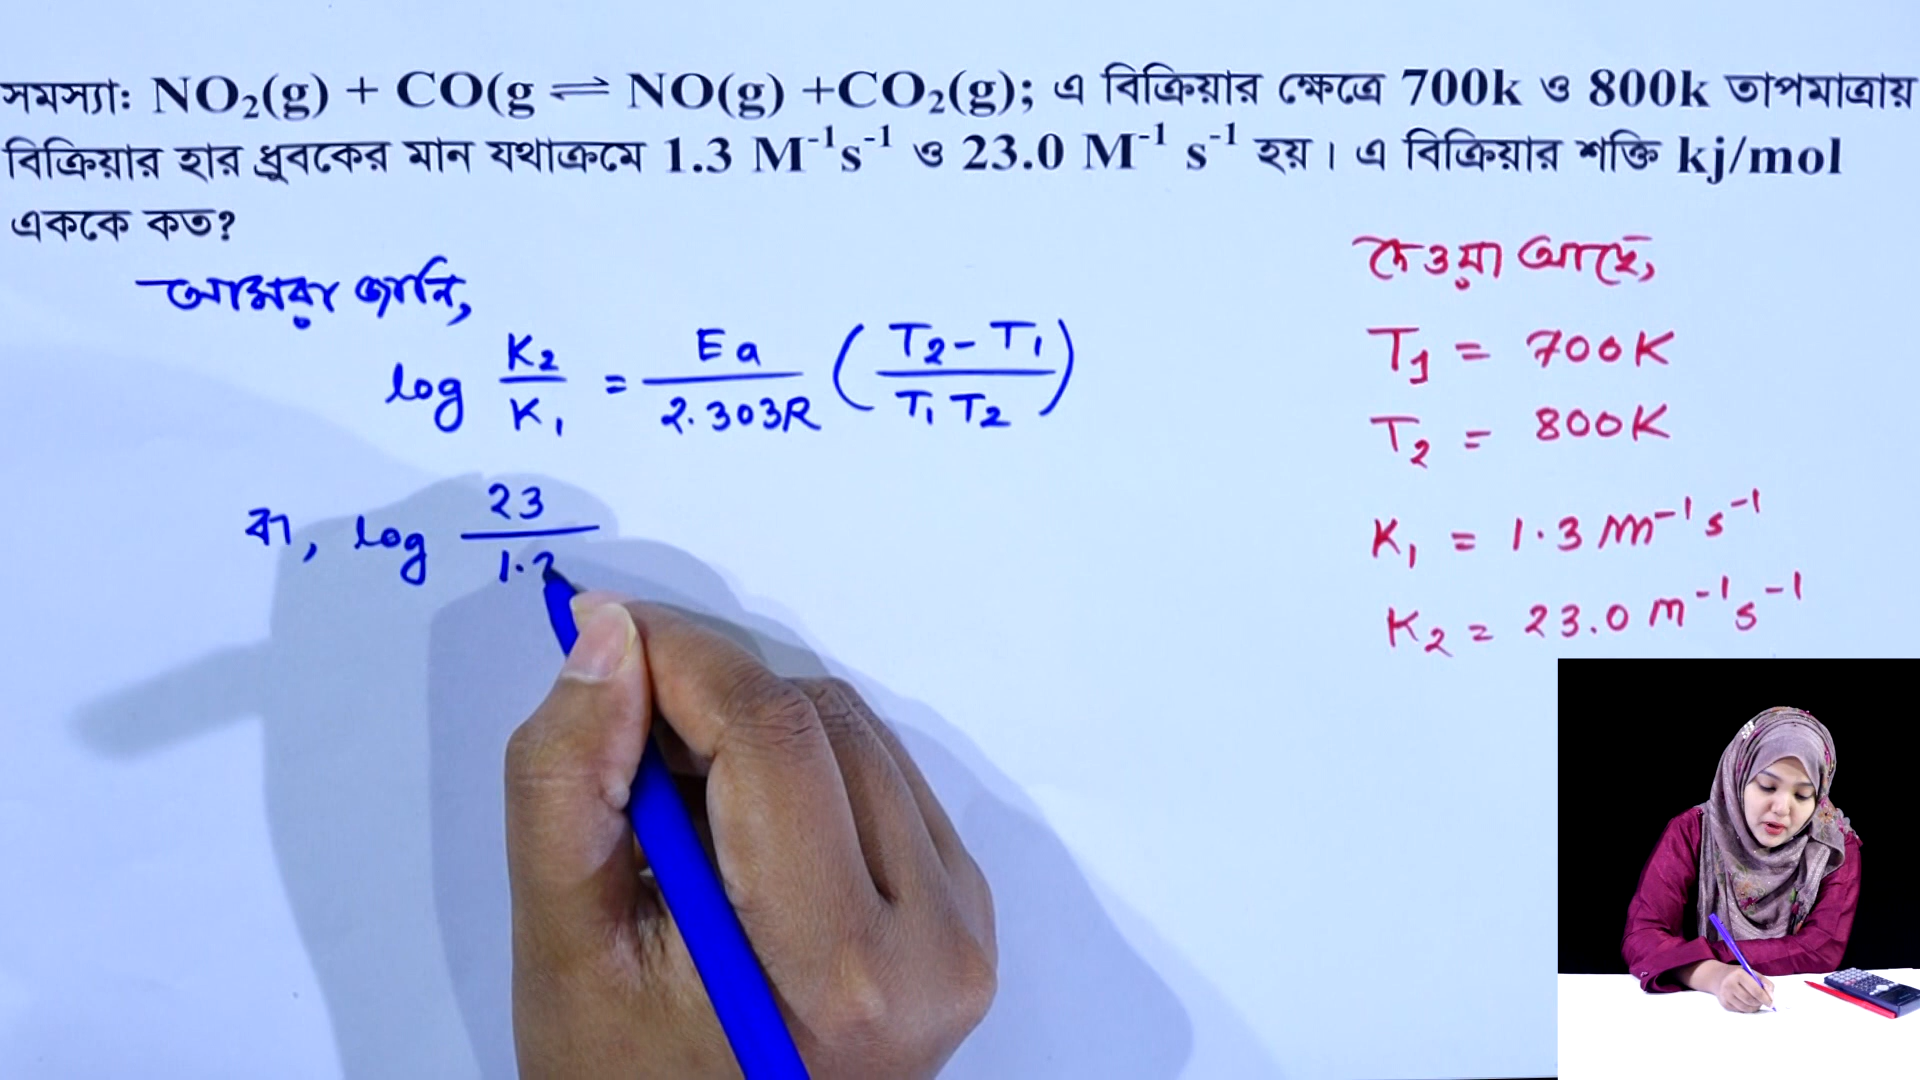 সমস্যাঃ NO₂(g) + CO(g ⇌ NO(g) +CO₂(g); এ বিক্রিয়ার ক্ষেত্রে 700k ও 800k তাপমাত্রায়
বিক্রিয়ার হার ধ্রুবকের মান যথাক্রমে 1.3 M⁻¹s⁻¹ ও 23.0 M⁻¹ s⁻¹ হয়। এ বিক্রিয়ার শক্তি kj/mol
এককে কত?
আমরা জানি,
log K₂/K₁ = Ea/2.303R (T₂-T₁/T₁T₂)
বা, log 23/1.3
দেওয়া আছে,
T₁ = 700K
T₂ = 800K
K₁ = 1.3 m⁻¹s⁻¹
K₂ = 23.0 m⁻¹s⁻¹